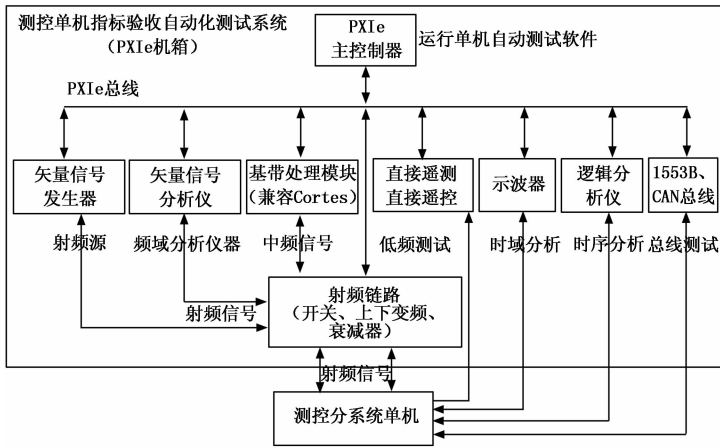 测控单机指标验收自动化测试系统
（PXIe机箱）
PXIe
主控制器
运行单机自动测试软件
PXIe总线
矢量信号
发生器
矢量信号
分析仪
基带处理模块
(兼容Cortes)
直接遥测
直接遥控
示波器
逻辑分
析仪
1553B、
CAN总线
射频源
频域分析仪器
中频信号
低频测试
时域分析
时序分析
总线测试
射频信号
射频链路
（开关、上下变频、
衰减器）
射频信号
测控分系统单机